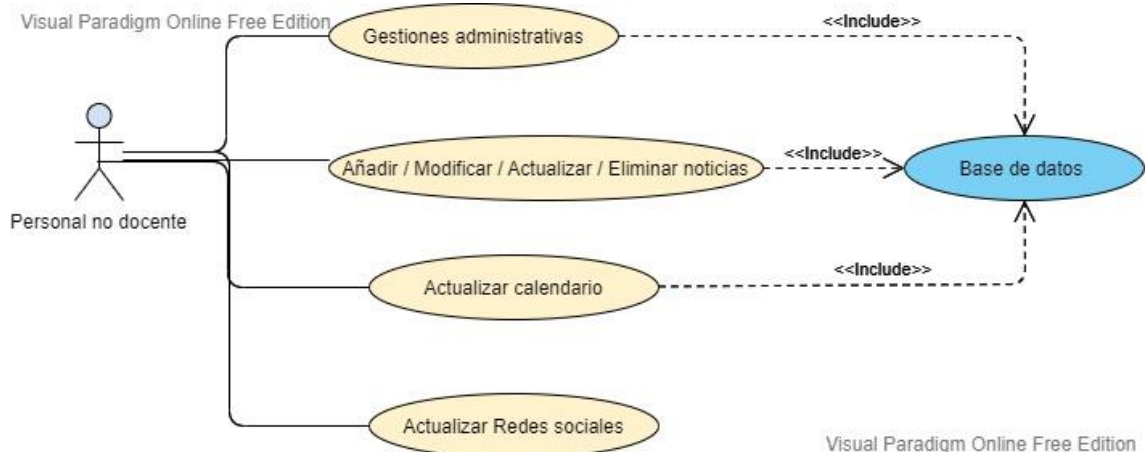 Visual Paradigm Online Free Edition
Gestiones administrativas
<<Include>>
Añadir / Modificar / Actualizar / Eliminar noticias
<<Include>>
Base de datos
Personal no docente
Actualizar calendario
<<Include>>
Actualizar Redes sociales
Visual Paradigm Online Free Edition